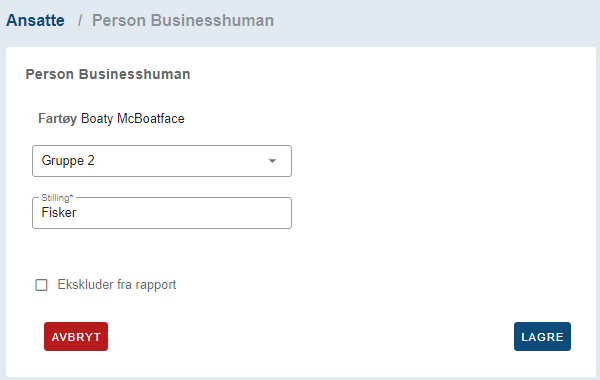 Ansatte / Person Businesshuman
Person Businesshuman
Fartøy Boaty McBoatface
Gruppe 2
Stilling*
Fisker
Ekskluder fra rapport
AVBRYT LAGRE